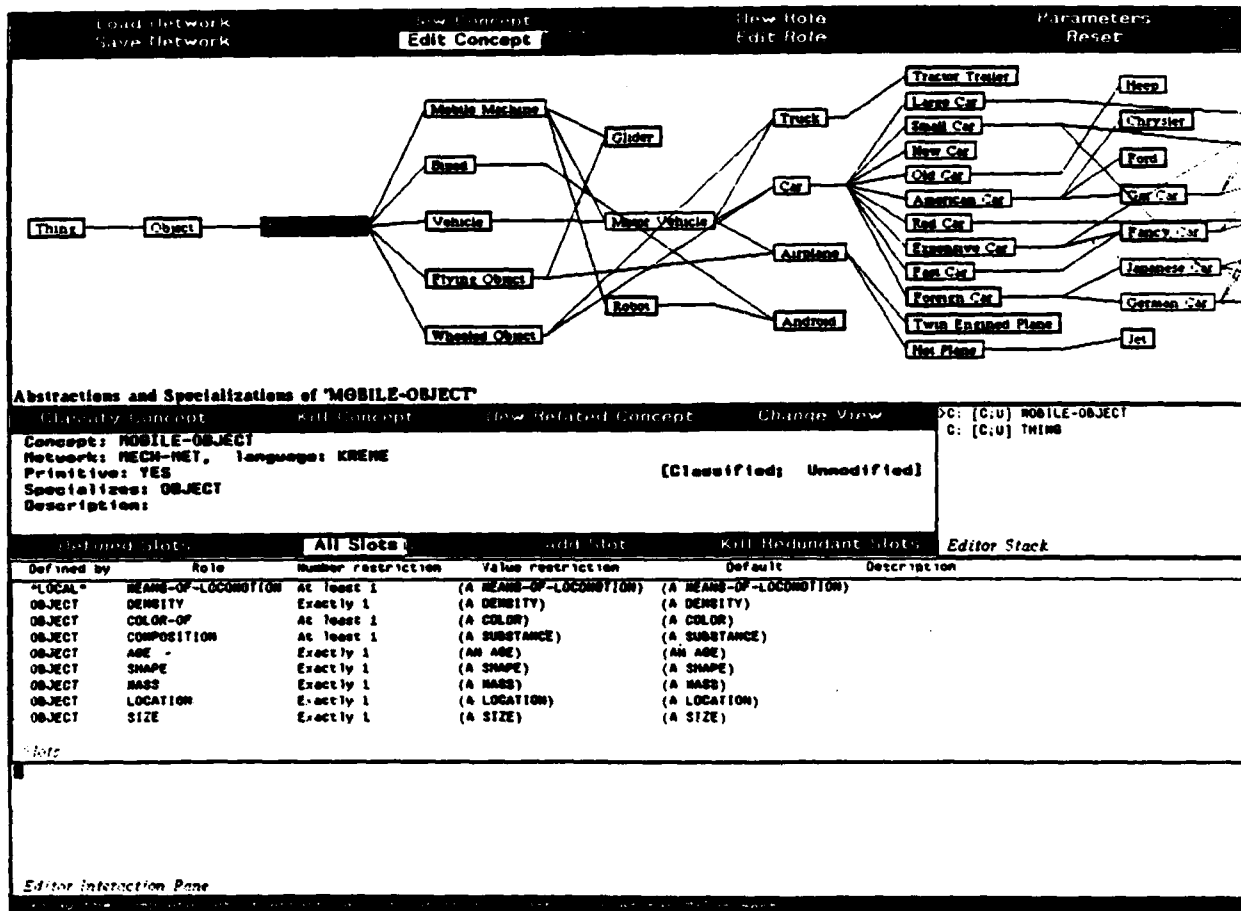 Load Network New Concept New Role Parameters
Save Network Edit Concept Edit Role Reset
Tractor Trailer
Mobile Machine Truck Large Car Heep
Glider Small Car Chrysler
Biped New Car
Car Old Car Ford
American Car Car
Thing Object Vehicle Motor Vehicle Red Car Fancy Car
Airplane Expensive Car
Flying Object Fast Car Japanese Car
Robot Foreign Car German Car
Wheeled Object Android Twin Engined Plane
Plane Jet
Abstractions and Specializations of "MOBILE-OBJECT"
Classify Concept Kill Concept New Related Concept Change View
>C: [C;U] MOBILE-OBJECT
C: [C;U] THING
Concept: MOBILE-OBJECT
Network: MECH-NET, language: KREME
Primitive: YES [Classified; Unmodified]
Specializes: OBJECT
Description:
Defined Slots All Slots Add Slot Kill Redundant Slots Editor Stack
Defined by Role Number restriction Value restriction Default Description
*LOCAL* MEANS-OF-LOCOMOTION At least 1 (A MEANS-OF-LOCOMOTION) (A MEANS-OF-LOCOMOTION)
OBJECT DENSITY Exactly 1 (A DENSITY) (A DENSITY)
OBJECT COLOR-OF At least 1 (A COLOR) (A COLOR)
OBJECT COMPOSITION At least 1 (A SUBSTANCE) (A SUBSTANCE)
OBJECT AGE Exactly 1 (AN AGE) (AN AGE)
OBJECT SHAPE Exactly 1 (A SHAPE) (A SHAPE)
OBJECT MASS Exactly 1 (A MASS) (A MASS)
OBJECT LOCATION Exactly 1 (A LOCATION) (A LOCATION)
OBJECT SIZE Exactly 1 (A SIZE) (A SIZE)
Slots
Editor Interaction Pane